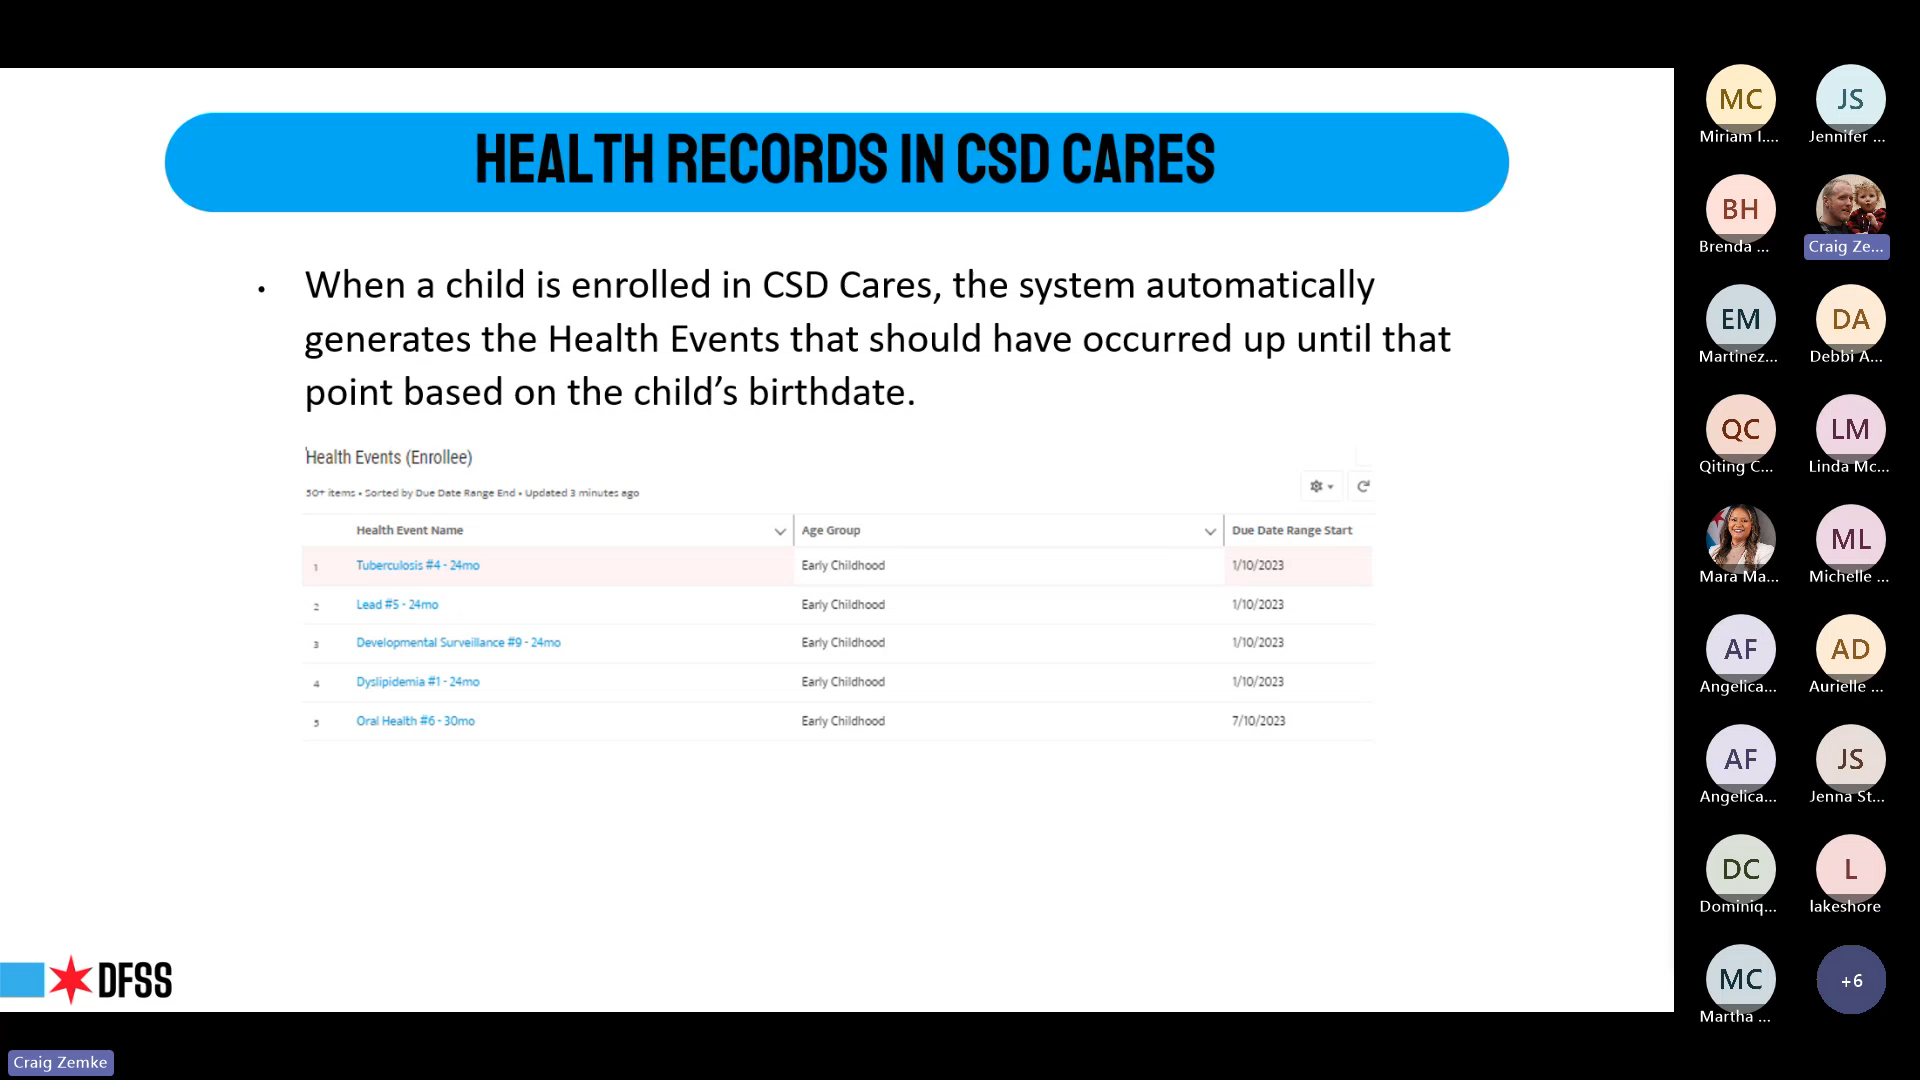 HEALTH RECORDS IN CSD CARES
• When a child is enrolled in CSD Cares, the system automatically
generates the Health Events that should have occurred up until that
point based on the child’s birthdate.
Health Events (Enrollee)
50+ items • Sorted by Due Date Range End • Updated 3 minutes ago
Health Event Name Age Group Due Date Range Start
1 Tuberculosis #4 - 24mo Early Childhood 1/10/2023
2 Lead #5 - 24mo Early Childhood 1/10/2023
3 Developmental Surveillance #9 - 24mo Early Childhood 1/10/2023
4 Dyslipidemia #1 - 24mo Early Childhood 1/10/2023
5 Oral Health #6 - 30mo Early Childhood 7/10/2023
DFSS
Craig Zemke
MC JS
Miriam I.... Jennifer ...
BH
Brenda ... Craig Ze...
EM DA
Martinez... Debbi A...
QC LM
Qiting C... Linda Mc...
ML
Mara Ma... Michelle ...
AF AD
Angelica... Aurielle ...
AF JS
Angelica... Jenna St...
DC L
Dominiq... lakeshore
MC +6
Martha ...